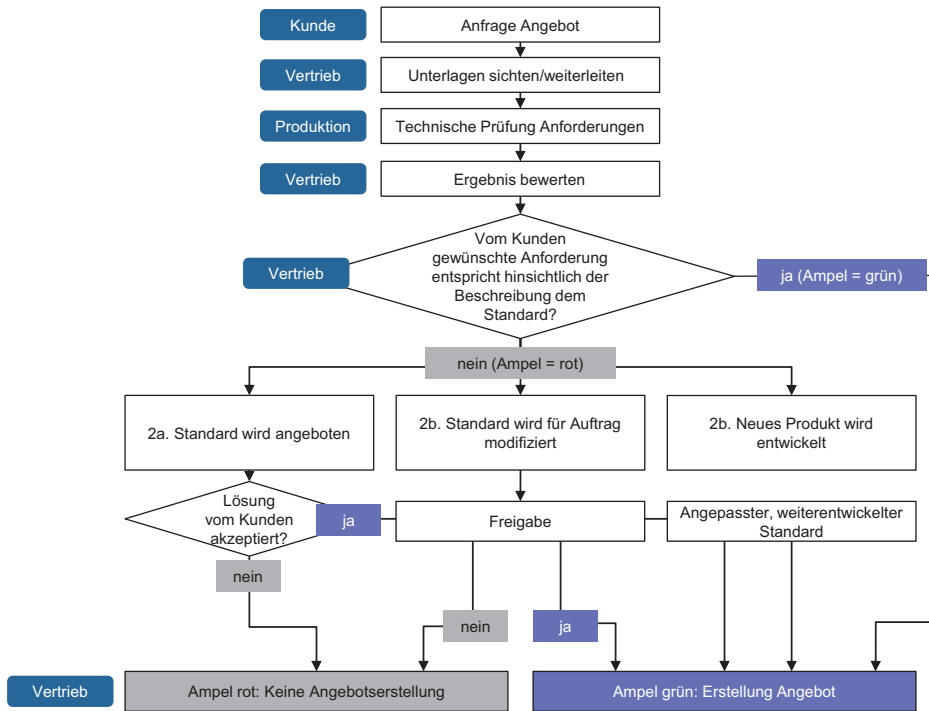 Kunde
Anfrage Angebot
Vertrieb
Unterlagen sichten/weiterleiten
Produktion
Technische Prüfung Anforderungen
Vertrieb
Ergebnis bewerten
Vom Kunden
gewünschte Anforderung
entspricht hinsichtlich der
Beschreibung dem
Standard?
Vertrieb
ja (Ampel = grün)
nein (Ampel = rot)
2a. Standard wird angeboten
2b. Standard wird für Auftrag
modifiziert
2b. Neues Produkt wird
entwickelt
Lösung
vom Kunden
akzeptiert?
ja
Freigabe
Angepasster, weiterentwickelter
Standard
nein
nein
ja
Vertrieb
Ampel rot: Keine Angebotserstellung
Ampel grün: Erstellung Angebot